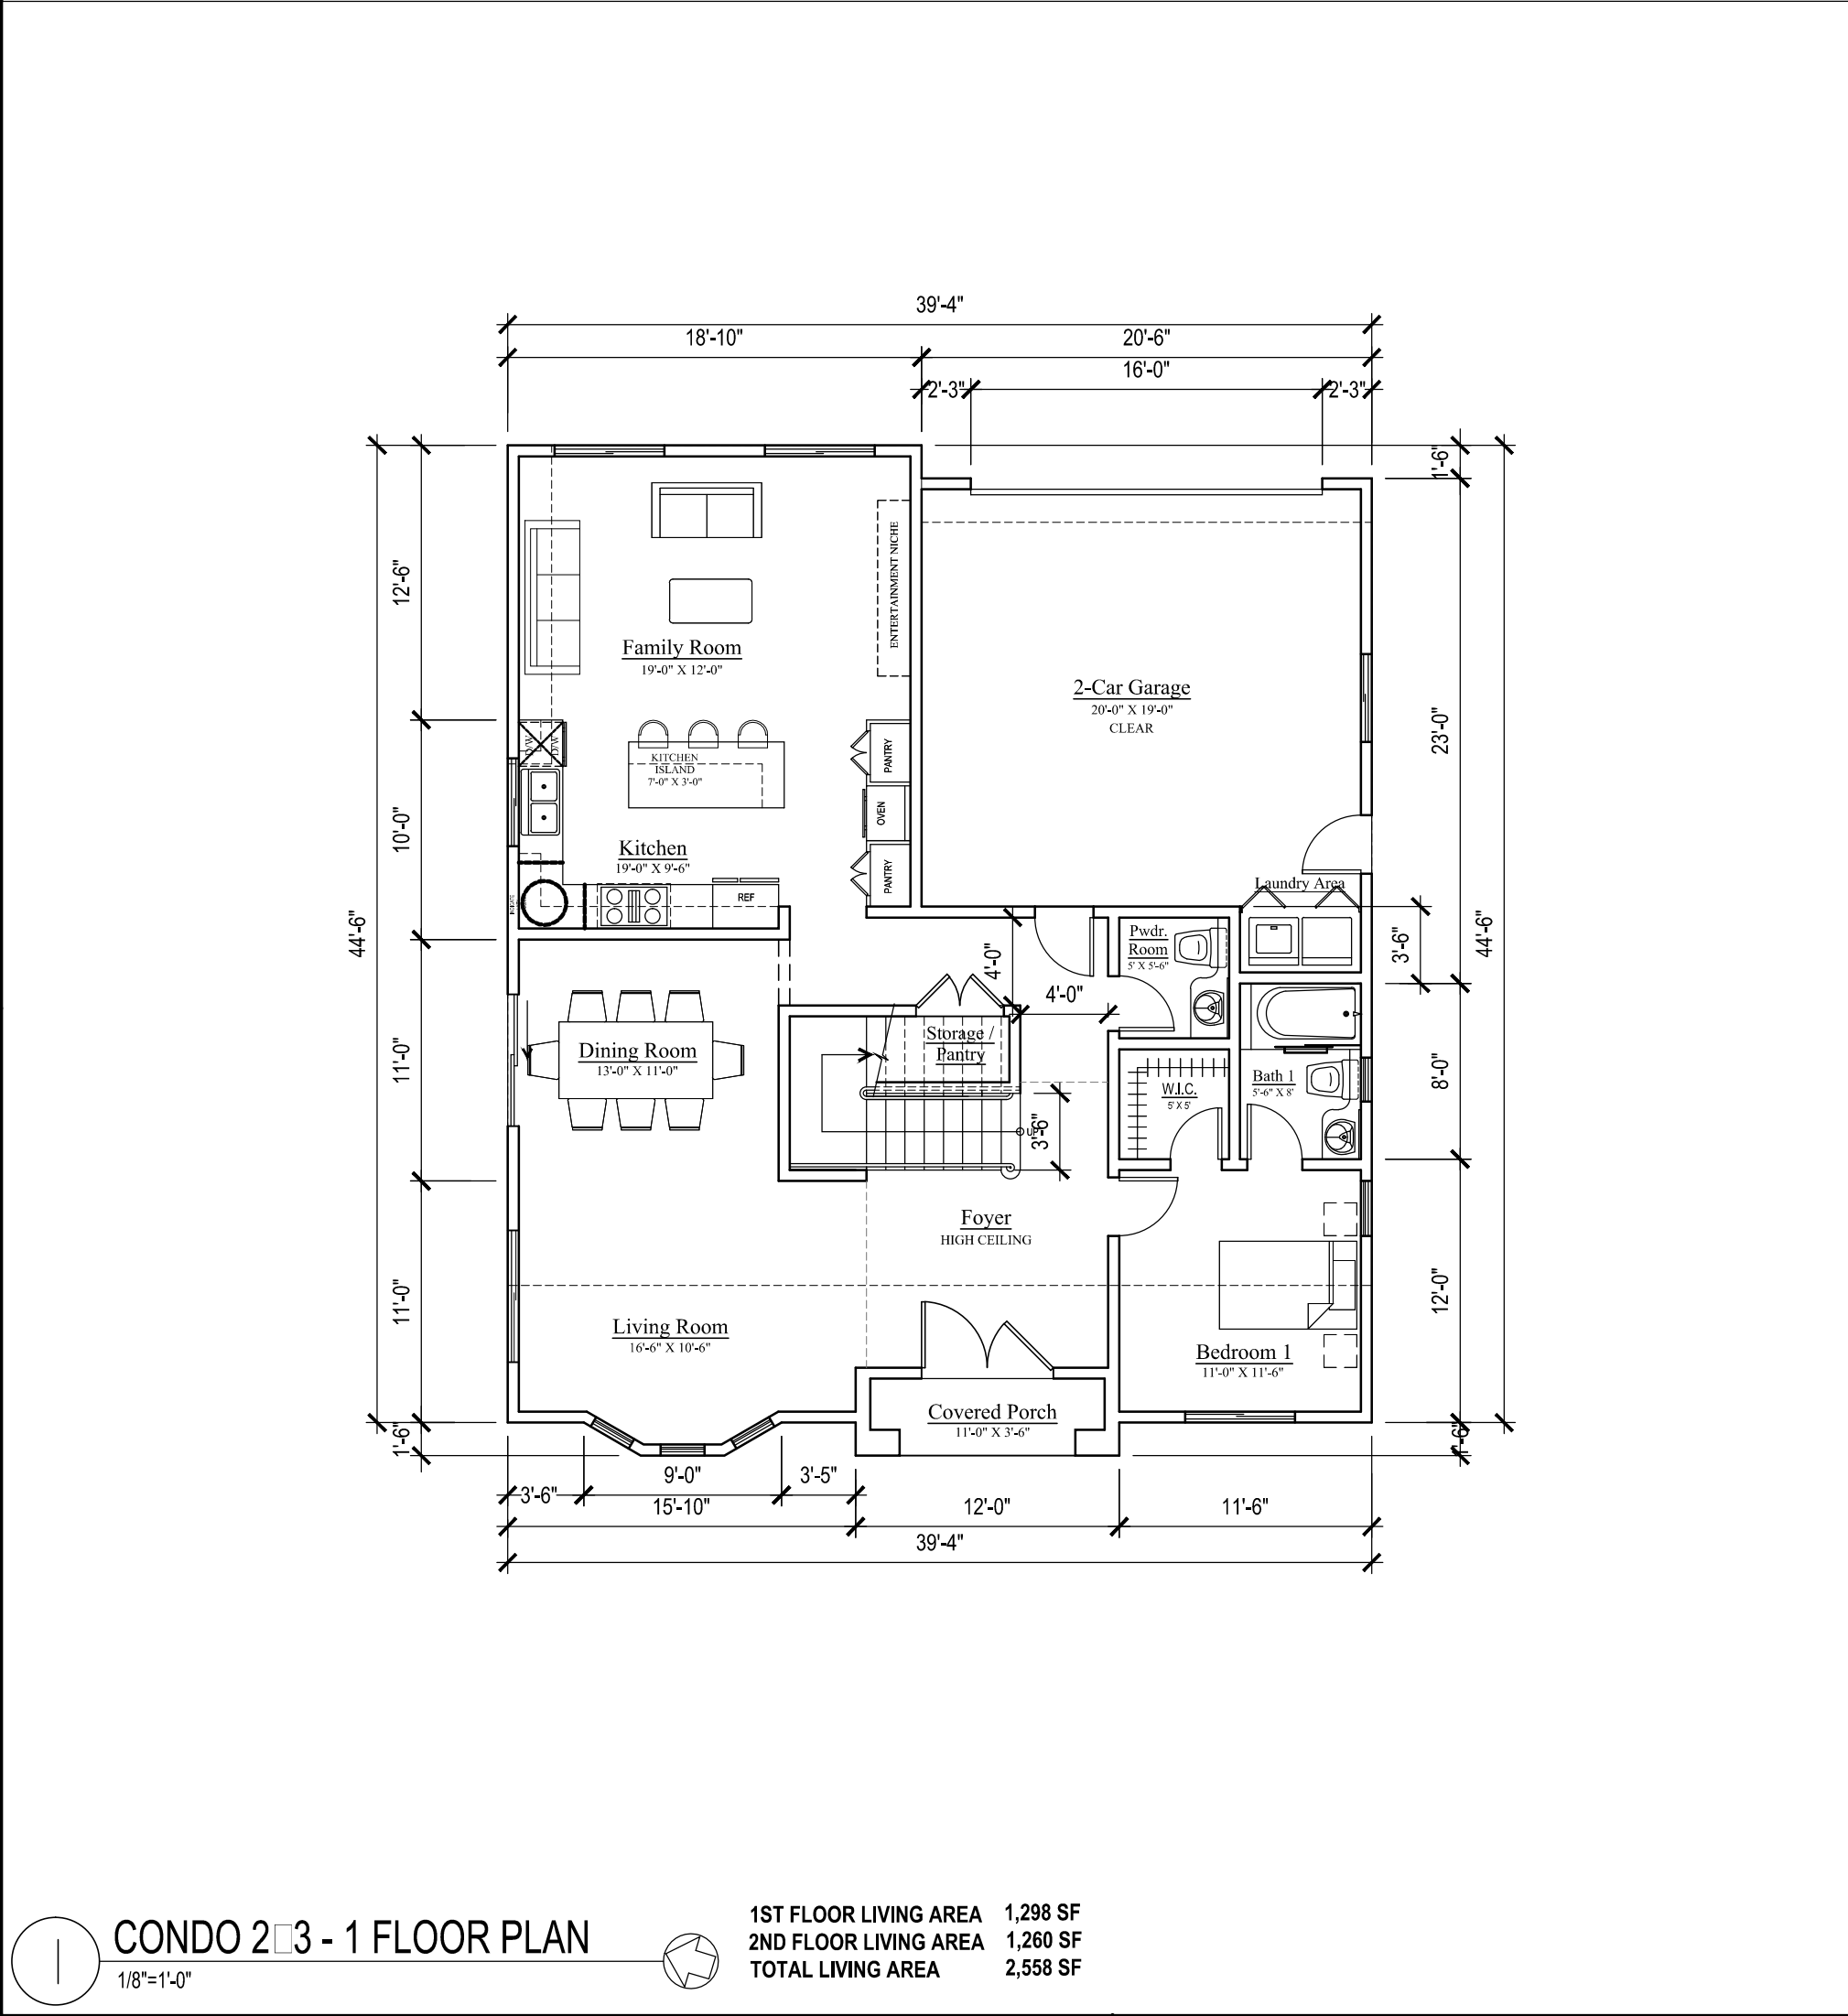 39'-4"
18'-10"
20'-6"
16'-0"
2'-3"
2'-3"
1'-6"
12'-6"
ENTERTAINMENT NICHE
Family Room
19'-0" X 12'-0"
2-Car Garage
20'-0" X 19'-0"
CLEAR
23'-0"
D/W
D/W
KITCHEN
ISLAND
7'-0" X 3'-0"
PANTRY
OVEN
PANTRY
10'-0"
Kitchen
19'-0" X 9'-6"
REF
Laundry Area
44'-6"
44'-6"
3'-6"
Pwdr.
Room
5' X 5'-6"
4'-0"
4'-0"
Storage /
Pantry
Dining Room
13'-0" X 11'-0"
11'-0"
W.I.C.
5' X 5'
Bath 1
5'-6" X 8'
8'-0"
UP
3'-6"
Foyer
HIGH CEILING
11'-0"
12'-0"
Living Room
16'-6" X 10'-6"
Bedroom 1
11'-0" X 11'-6"
Covered Porch
11'-0" X 3'-6"
1'-6"
1'-6"
3'-6"
9'-0"
3'-5"
15'-10"
12'-0"
11'-6"
39'-4"
CONDO 2□3 - 1 FLOOR PLAN
1/8"=1'-0"
1ST FLOOR LIVING AREA 1,298 SF
2ND FLOOR LIVING AREA 1,260 SF
TOTAL LIVING AREA 2,558 SF